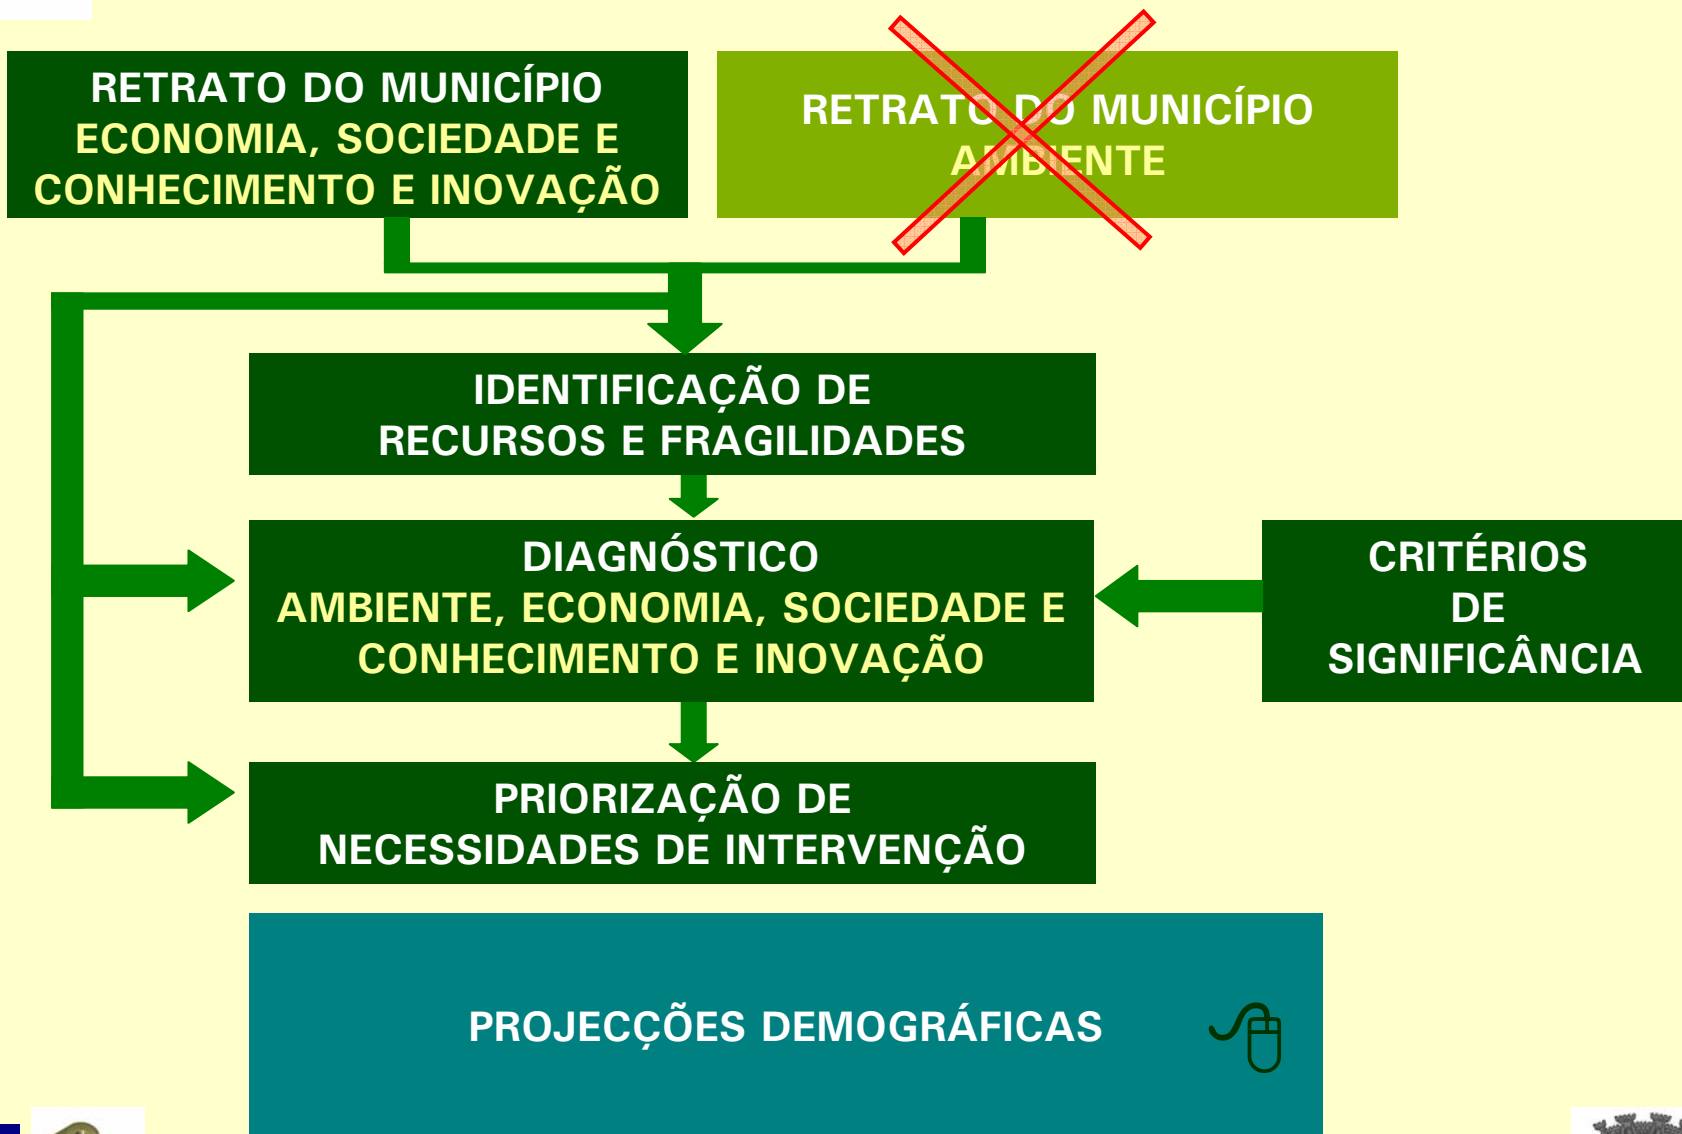 RETRATO DO MUNICÍPIO
ECONOMIA, SOCIEDADE E
CONHECIMENTO E INOVAÇÃO
RETRATO DO MUNICÍPIO
AMBIENTE
IDENTIFICAÇÃO DE
RECURSOS E FRAGILIDADES
DIAGNÓSTICO
AMBIENTE, ECONOMIA, SOCIEDADE E
CONHECIMENTO E INOVAÇÃO
CRITÉRIOS
DE
SIGNIFICÂNCIA
PRIORIZAÇÃO DE
NECESSIDADES DE INTERVENÇÃO
PROJECÇÕES DEMOGRÁFICAS